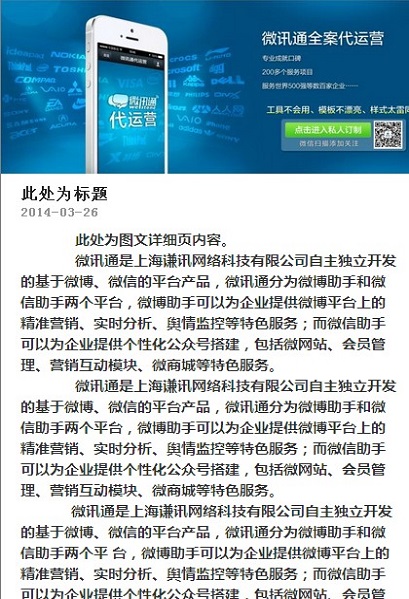 微讯通全案代运营
专业成就口碑
200多个服务项目
服务世界500强等数百家企业······
微讯通
代运营
工具不会用、模板不漂亮、样式太雷同
点击进入私人订制
微信扫描添加关注
ideacom
Canon
TOSHIBA
ASUS
CompaQ
DELL
VAIO
AMD
acer
PHILIPS
此处为标题
2014-03-26
此处为图文详细页内容。
微讯通是上海谦讯网络科技有限公司自主独立开发
的基于微博、微信的平台产品，微讯通分为微博助手和微
信助手两个平台，微博助手可以为企业提供微博平台上的
精准营销、实时分析、舆情监控等特色服务；而微信助手
可以为企业提供个性化公众号搭建，包括微网站、会员管
理、营销互动模块、微商城等特色服务。
微讯通是上海谦讯网络科技有限公司自主独立开发
的基于微博、微信的平台产品，微讯通分为微博助手和微
信助手两个平台，微博助手可以为企业提供微博平台上的
精准营销、实时分析、舆情监控等特色服务；而微信助手
可以为企业提供个性化公众号搭建，包括微网站、会员管
理、营销互动模块、微商城等特色服务。
微讯通是上海谦讯网络科技有限公司自主独立开发
的基于微博、微信的平台产品，微讯通分为微博助手和微
信助手两个平 台，微博助手可以为企业提供微博平台上的
精准营销、实时分析、舆情监控等特色服务；而微信助手
可以为企业提供个性化公众号搭建，包括微网站、会员管